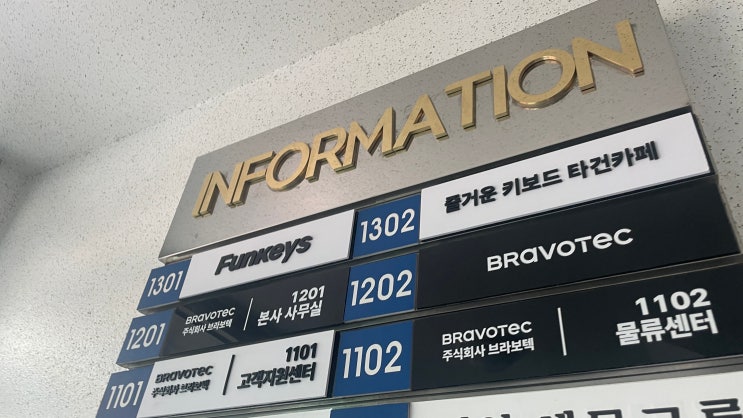 INFORMATION
1301 Funkeys
1302 즐거운 키보드 타건카페
1201 BRAVOTEC 주식회사 브라보텍 1201 본사 사무실
1202 BRAVOTEC
1101 BRAVOTEC 주식회사 브라보텍 1101 고객지원센터
1102 BRAVOTEC 주식회사 브라보텍 1102 물류센터